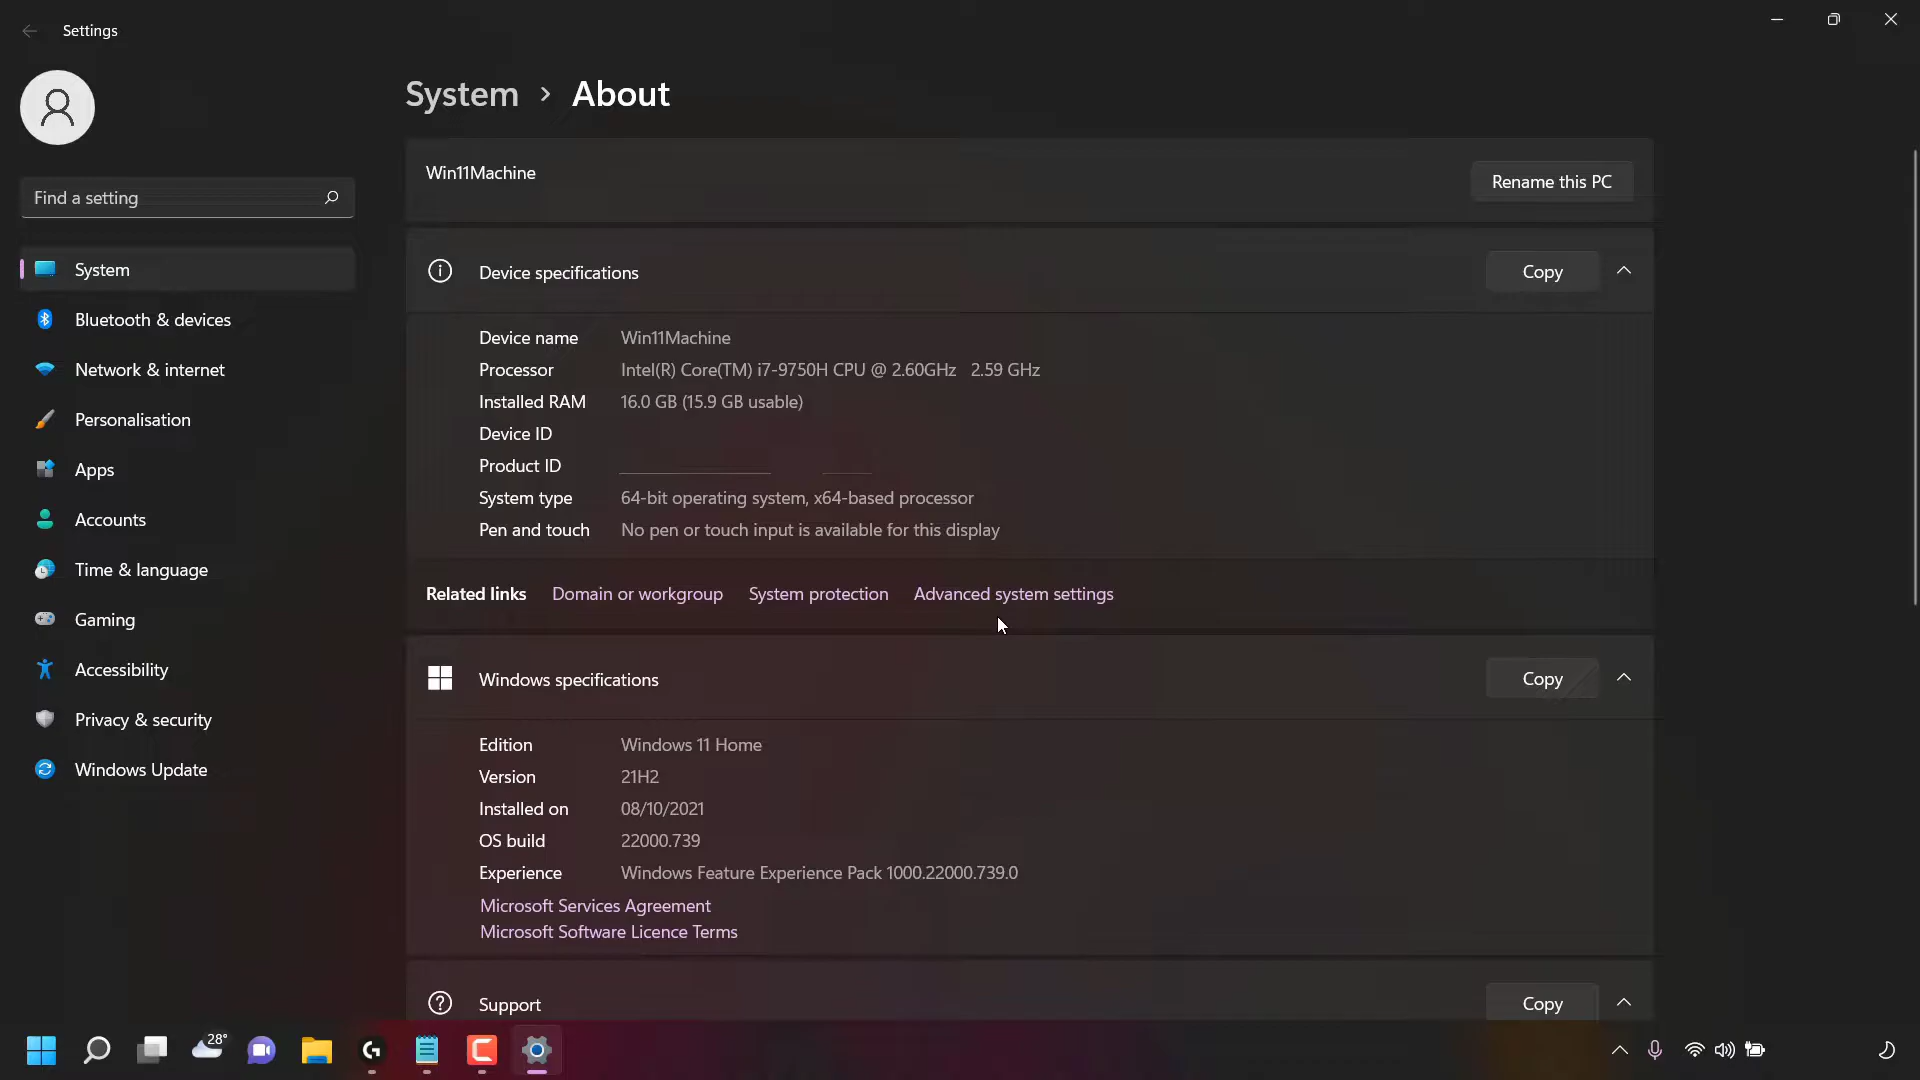 Settings
System > About
Win11Machine
Rename this PC
Find a setting
System
Bluetooth & devices
Network & internet
Personalisation
Apps
Accounts
Time & language
Gaming
Accessibility
Privacy & security
Windows Update
Device specifications
Copy
Device name Win11Machine
Processor Intel(R) Core(TM) i7-9750H CPU @ 2.60GHz 2.59 GHz
Installed RAM 16.0 GB (15.9 GB usable)
Device ID
Product ID
System type 64-bit operating system, x64-based processor
Pen and touch No pen or touch input is available for this display
Related links Domain or workgroup System protection Advanced system settings
Windows specifications
Copy
Edition Windows 11 Home
Version 21H2
Installed on 08/10/2021
OS build 22000.739
Experience Windows Feature Experience Pack 1000.22000.739.0
Microsoft Services Agreement
Microsoft Software Licence Terms
Support
Copy
28°